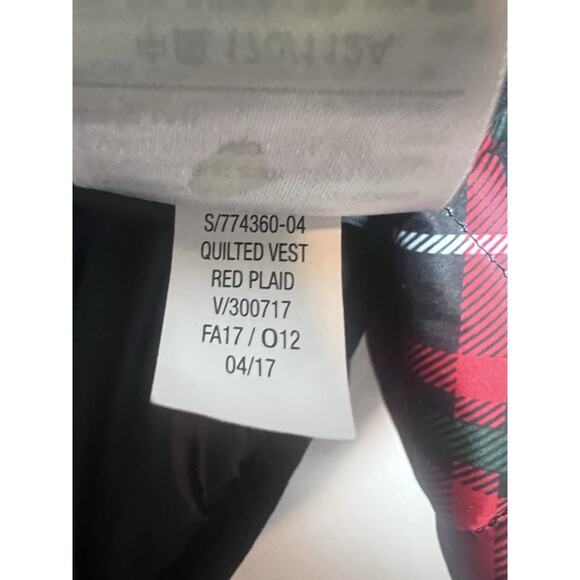 S/774360-04
QUILTED VEST
RED PLAID
V/300717
FA17 / O12
04/17